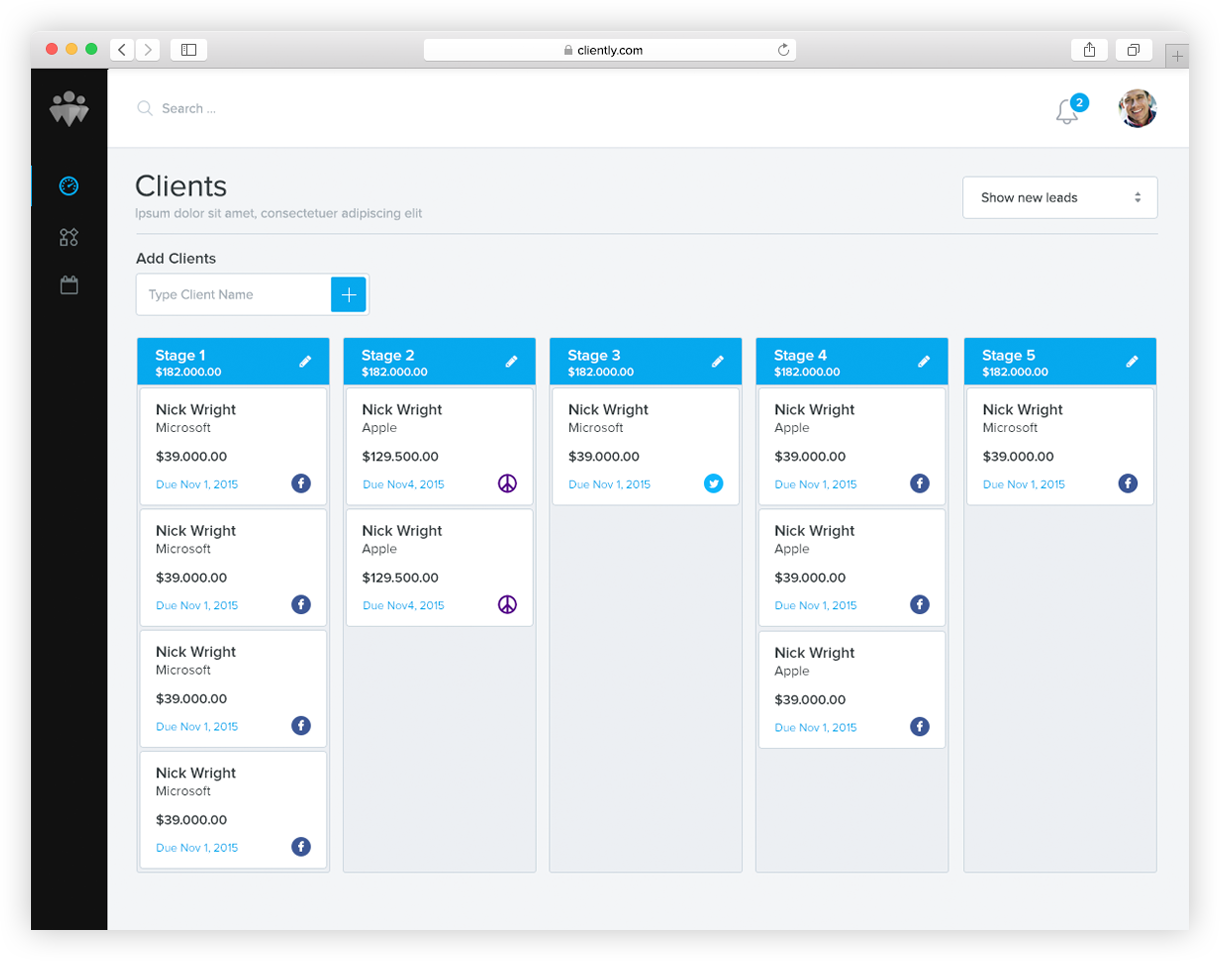 cliently.com
Search ...
2
Clients
Ipsum dolor sit amet, consectetuer adipiscing elit
Show new leads
Add Clients
Type Client Name
Stage 1
$182.000.00
Nick Wright
Microsoft
$39.000.00
Due Nov 1, 2015
Nick Wright
Microsoft
$39.000.00
Due Nov 1, 2015
Nick Wright
Microsoft
$39.000.00
Due Nov 1, 2015
Nick Wright
Microsoft
$39.000.00
Due Nov 1, 2015
Stage 2
$182.000.00
Nick Wright
Apple
$129.500.00
Due Nov4, 2015
Nick Wright
Apple
$129.500.00
Due Nov4, 2015
Stage 3
$182.000.00
Nick Wright
Microsoft
$39.000.00
Due Nov 1, 2015
Stage 4
$182.000.00
Nick Wright
Apple
$39.000.00
Due Nov 1, 2015
Nick Wright
Apple
$39.000.00
Due Nov 1, 2015
Nick Wright
Apple
$39.000.00
Due Nov 1, 2015
Stage 5
$182.000.00
Nick Wright
Microsoft
$39.000.00
Due Nov 1, 2015